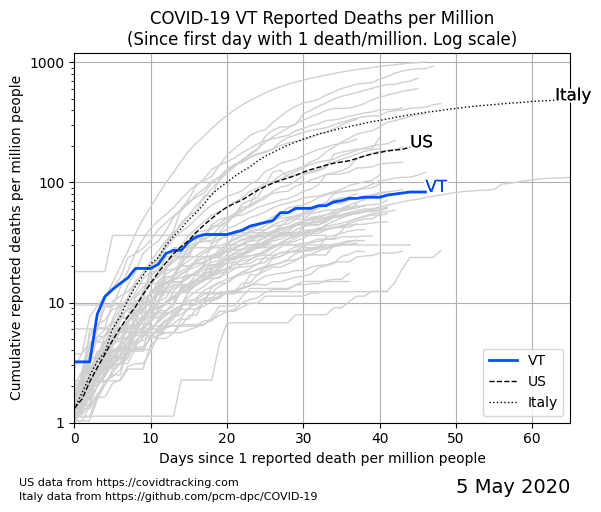 COVID-19 VT Reported Deaths per Million
(Since first day with 1 death/million. Log scale)
Cumulative reported deaths per million people
1000
100
10
1
Italy
US
VT
VT
US
Italy
0 10 20 30 40 50 60
Days since 1 reported death per million people
US data from https://covidtracking.com
Italy data from https://github.com/pcm-dpc/COVID-19
5 May 2020